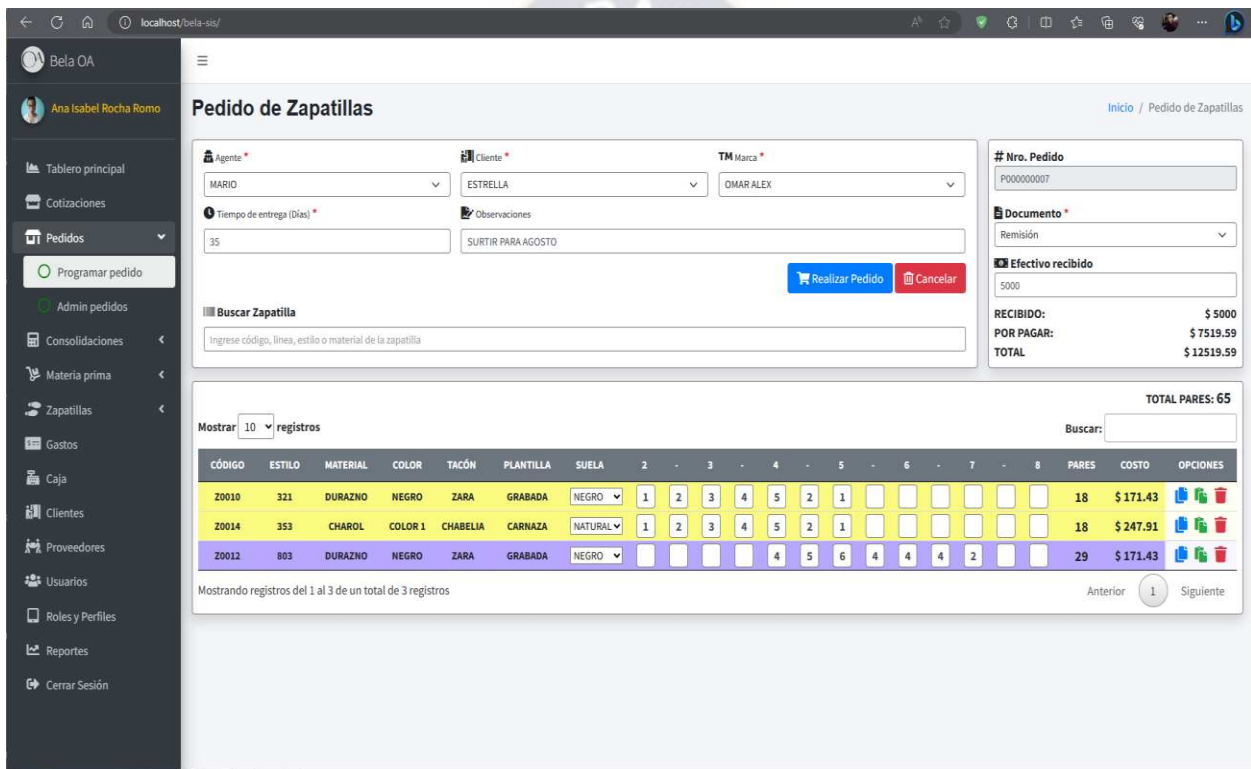 localhost/bela-sis/
Bela OA
Ana Isabel Rocha Romo
Tablero principal
Cotizaciones
Pedidos
Programar pedido
Admin pedidos
Consolidaciones
Materia prima
Zapatillas
Gastos
Caja
Clientes
Proveedores
Usuarios
Roles y Perfiles
Reportes
Cerrar Sesión
Pedido de Zapatillas
Inicio / Pedido de Zapatillas
Agente * Cliente * TM Marca *
MARIO ESTRELLA OMAR ALEX
Tiempo de entrega (Días) * Observaciones
35 SURTIR PARA AGOSTO
Realizar Pedido Cancelar
Buscar Zapatilla
Ingrese código, linea, estilo o material de la zapatilla
# Nro. Pedido
P000000007
Documento *
Remisión
Efectivo recibido
5000
RECIBIDO: $ 5000
POR PAGAR: $ 7519.59
TOTAL $ 12519.59
TOTAL PARES: 65
Mostrar 10 registros Buscar:
CÓDIGO ESTILO MATERIAL COLOR TACÓN PLANTILLA SUELA 2 - 3 - 4 - 5 - 6 - 7 - 8 PARES COSTO OPCIONES
Z0010 321 DURAZNO NEGRO ZARA GRABADA NEGRO 1 2 3 4 5 2 1 18 $ 171.43
Z0014 353 CHAROL COLOR 1 CHABELIA CARNAZA NATURAL 1 2 3 4 5 2 1 18 $ 247.91
Z0012 803 DURAZNO NEGRO ZARA GRABADA NEGRO 4 5 6 4 4 4 2 29 $ 171.43
Mostrando registros del 1 al 3 de un total de 3 registros
Anterior 1 Siguiente